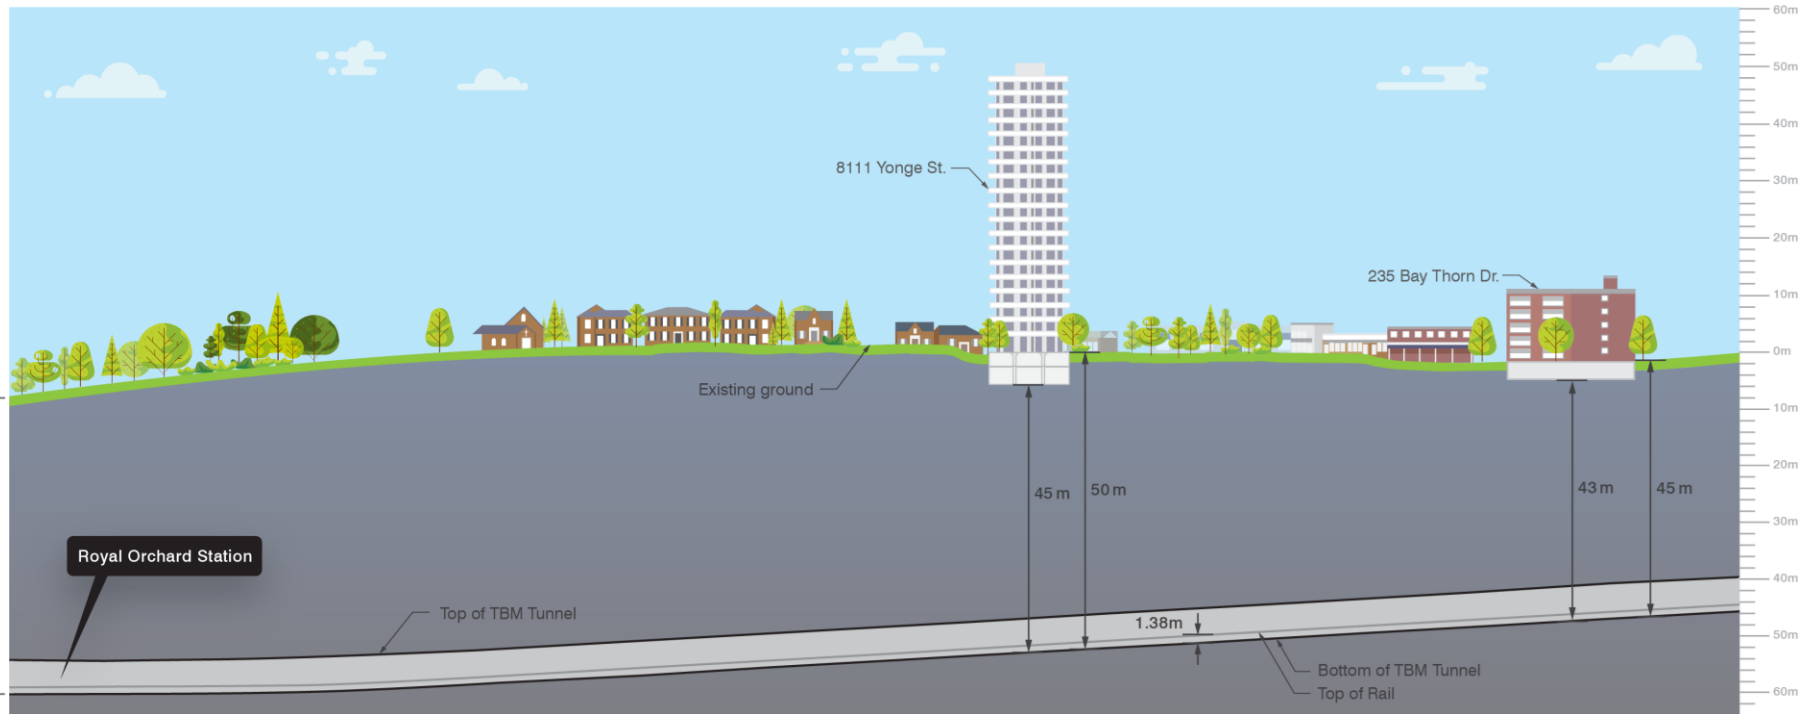 60m
50m
40m
8111 Yonge St.
30m
20m
235 Bay Thorn Dr.
10m
0m
Existing ground
10m
20m
45 m
50 m
43 m
45 m
30m
Royal Orchard Station
40m
Top of TBM Tunnel
1.38m
50m
Bottom of TBM Tunnel
Top of Rail
60m